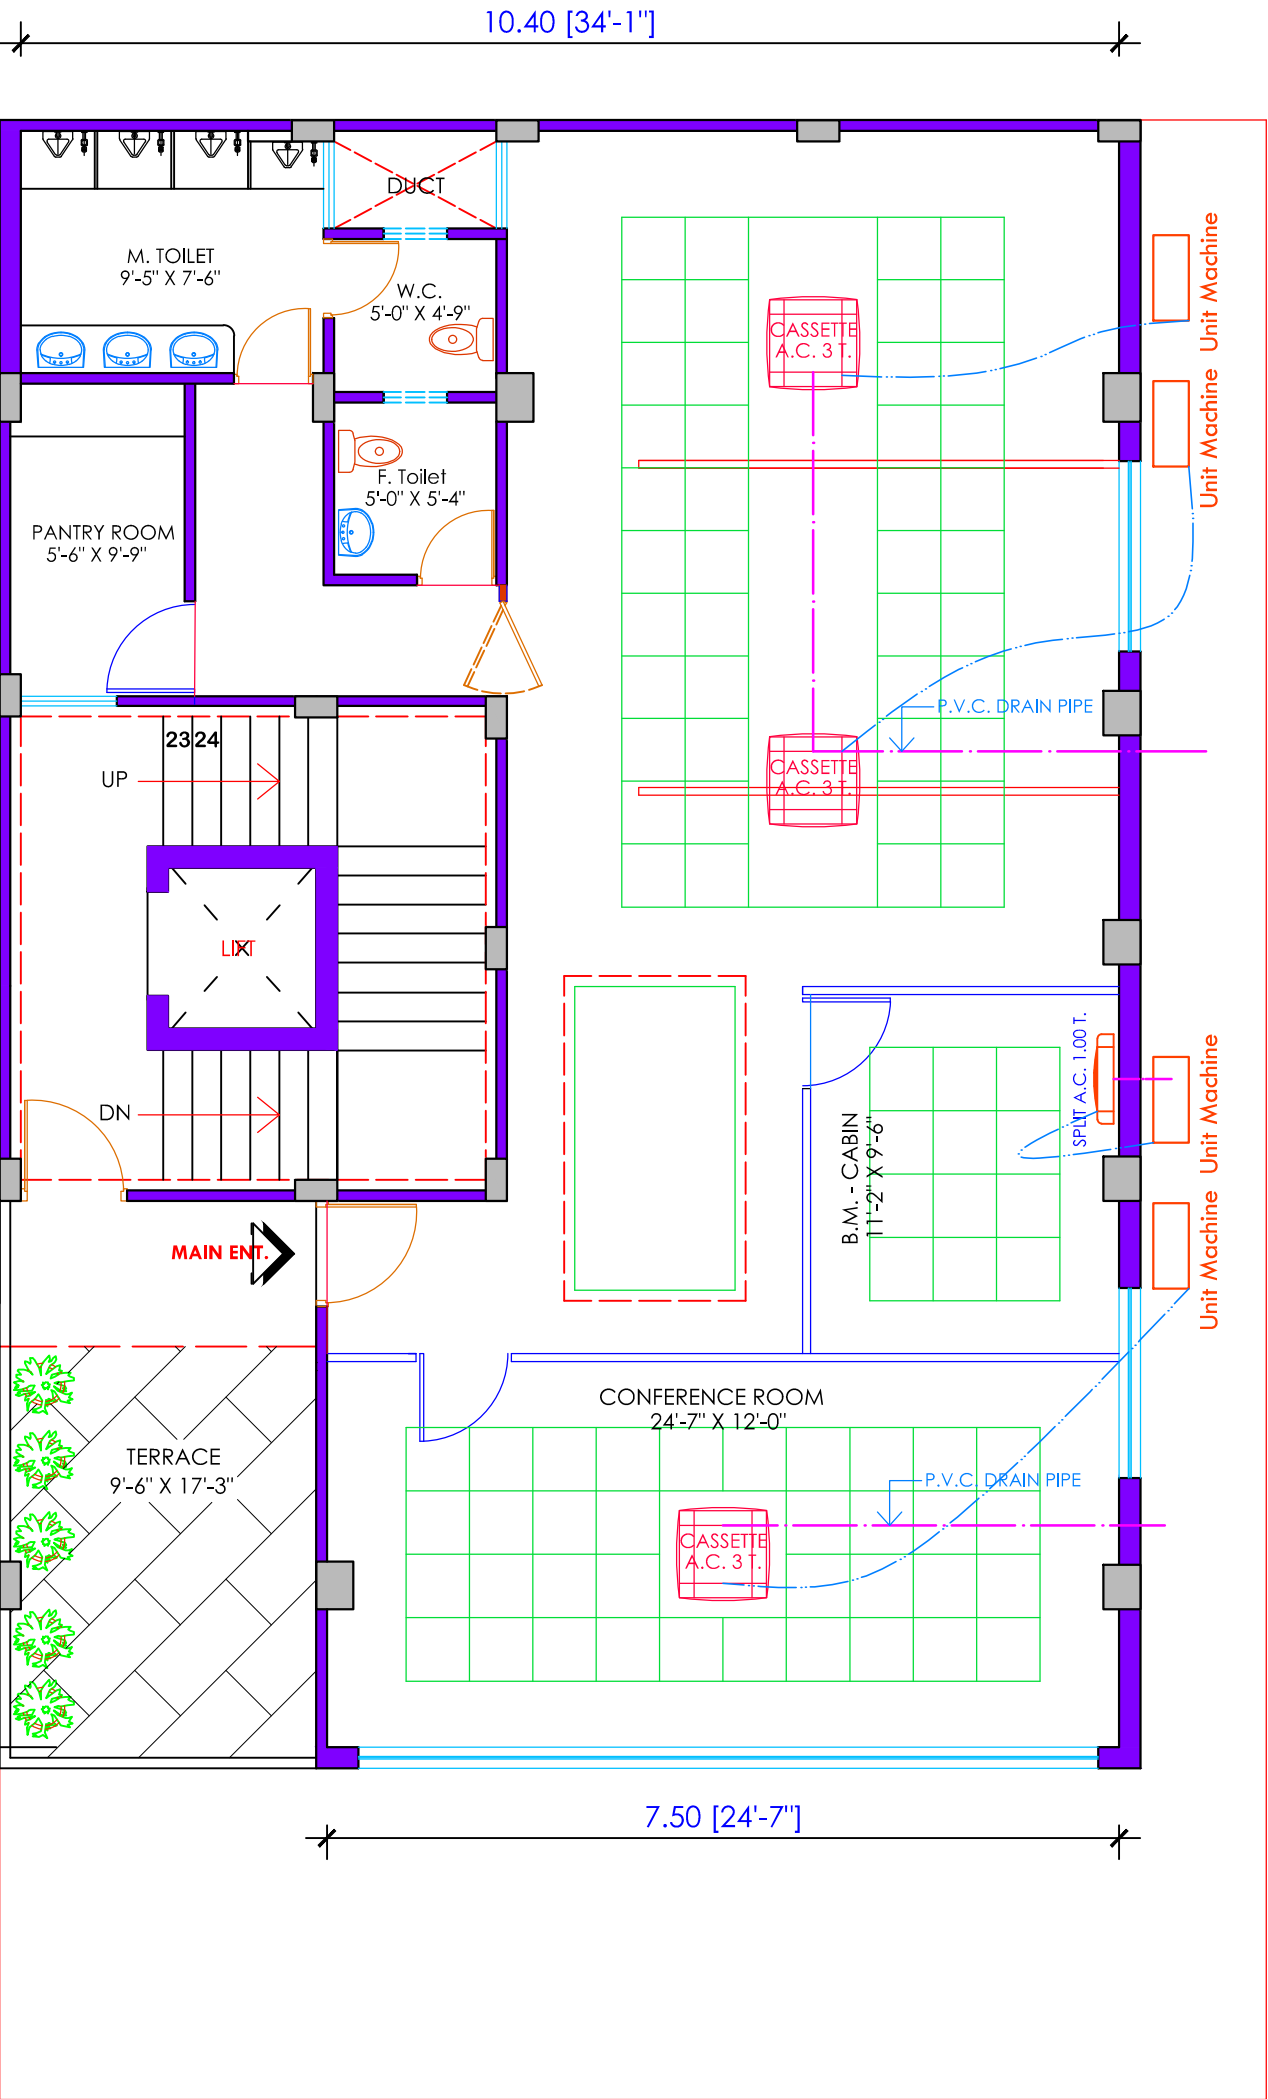 10.40 [34'-1"]
DUCT
M. TOILET
9'-5" X 7'-6"
W.C.
5'-0" X 4'-9"
CASSETTE
A.C. 3 T.
Unit Machine
Unit Machine
F. Toilet
5'-0" X 5'-4"
PANTRY ROOM
5'-6" X 9'-9"
P.V.C. DRAIN PIPE
23 24
UP
CASSETTE
A.C. 3 T.
LIFT
DN
SPLIT A.C. 1.00 T.
Unit Machine
B.M. - CABIN
11'-2" X 9'-6"
Unit Machine
MAIN ENT.
CONFERENCE ROOM
24'-7" X 12'-0"
TERRACE
9'-6" X 17'-3"
P.V.C. DRAIN PIPE
CASSETTE
A.C. 3 T.
7.50 [24'-7"]